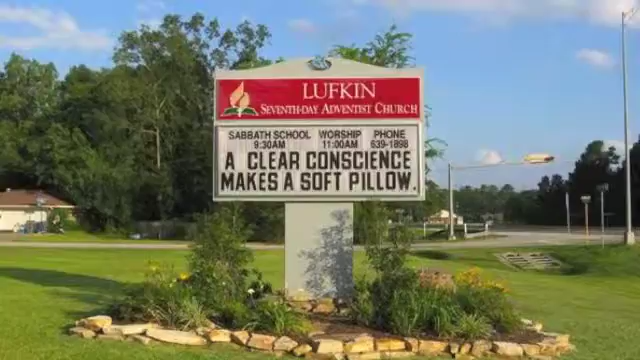 LUFKIN
SEVENTH-DAY ADVENTIST CHURCH
SABBATH SCHOOL WORSHIP PHONE
9:30AM 11:00AM 639-1898
A CLEAR CONSCIENCE
MAKES A SOFT PILLOW.